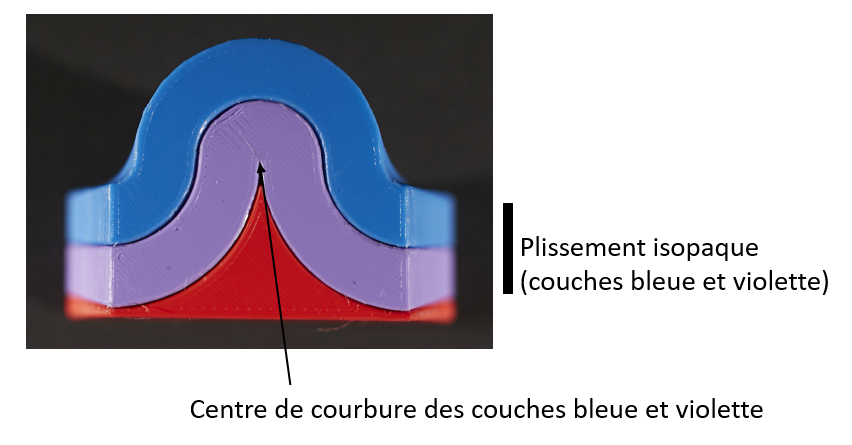 Plissement isopaque
(couches bleue et violette)
Centre de courbure des couches bleue et violette